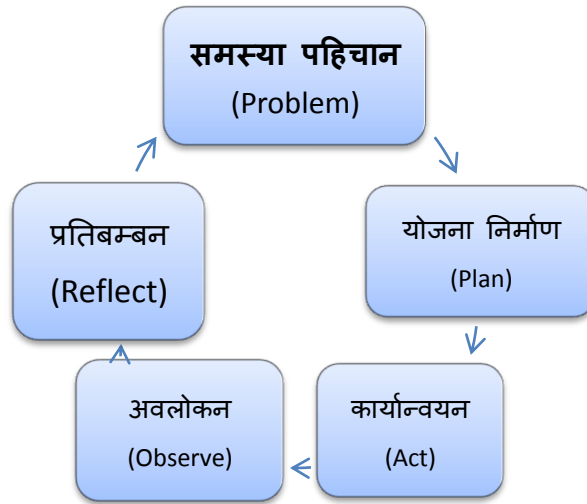 समस्या पहिचान
(Problem)
योजना निर्माण
(Plan)
कार्यान्वयन
(Act)
अवलोकन
(Observe)
प्रतिबम्बन
(Reflect)